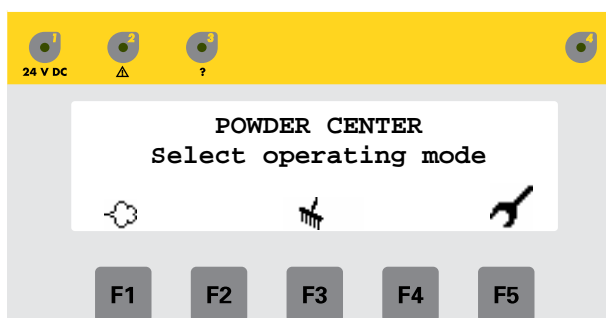 1 2 3 4
24 V DC ⚠ ?
POWDER CENTER
Select operating mode
F1 F2 F3 F4 F5